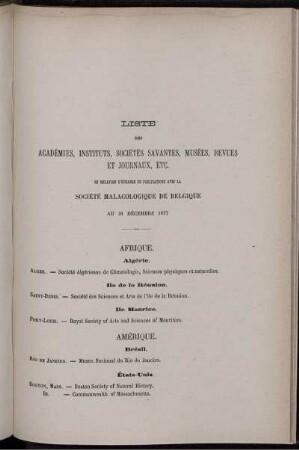 LISTE
DES
ACADÉMIES, INSTITUTS, SOCIÉTÉS SAVANTES, MUSÉES, REVUES
ET JOURNAUX, ETC.
EN RELATION D'ÉCHANGE DE PUBLICATIONS AVEC LA
SOCIÉTÉ MALACOLOGIQUE DE BELGIQUE
AU 31 DÉCEMBRE 1877
AFRIQUE.
Algérie.
ALGER. — Société algérienne de Climatologie, Sciences physiques et naturelles.
Ile de la Réunion.
SAINT-DENIS. — Société des Sciences et Arts de l'Ile de la Réunion.
Ile Maurice.
PORT-LOUIS. — Royal Society of Arts and Sciences of Mauritius.
AMÉRIQUE.
Brésil.
RIO DE JANEIRO. — Museu Nacional do Rio de Janeiro.
États-Unis.
BOSTON, MASS. — Boston Society of Natural History.
ID. — Commonwealth of Massachusetts.